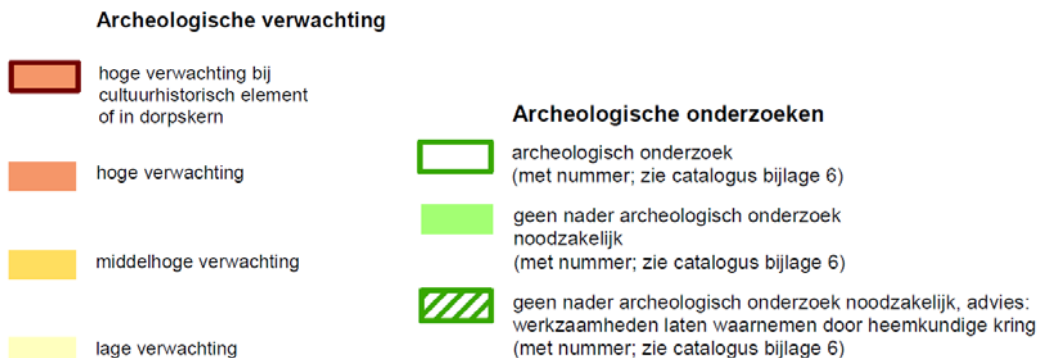 Archeologische verwachting
hoge verwachting bij
cultuurhistorisch element
of in dorpskern
hoge verwachting
middelhoge verwachting
lage verwachting
Archeologische onderzoeken
archeologisch onderzoek
(met nummer; zie catalogus bijlage 6)
geen nader archeologisch onderzoek
noodzakelijk
(met nummer; zie catalogus bijlage 6)
geen nader archeologisch onderzoek noodzakelijk, advies:
werkzaamheden laten waarnemen door heemkundige kring
(met nummer; zie catalogus bijlage 6)